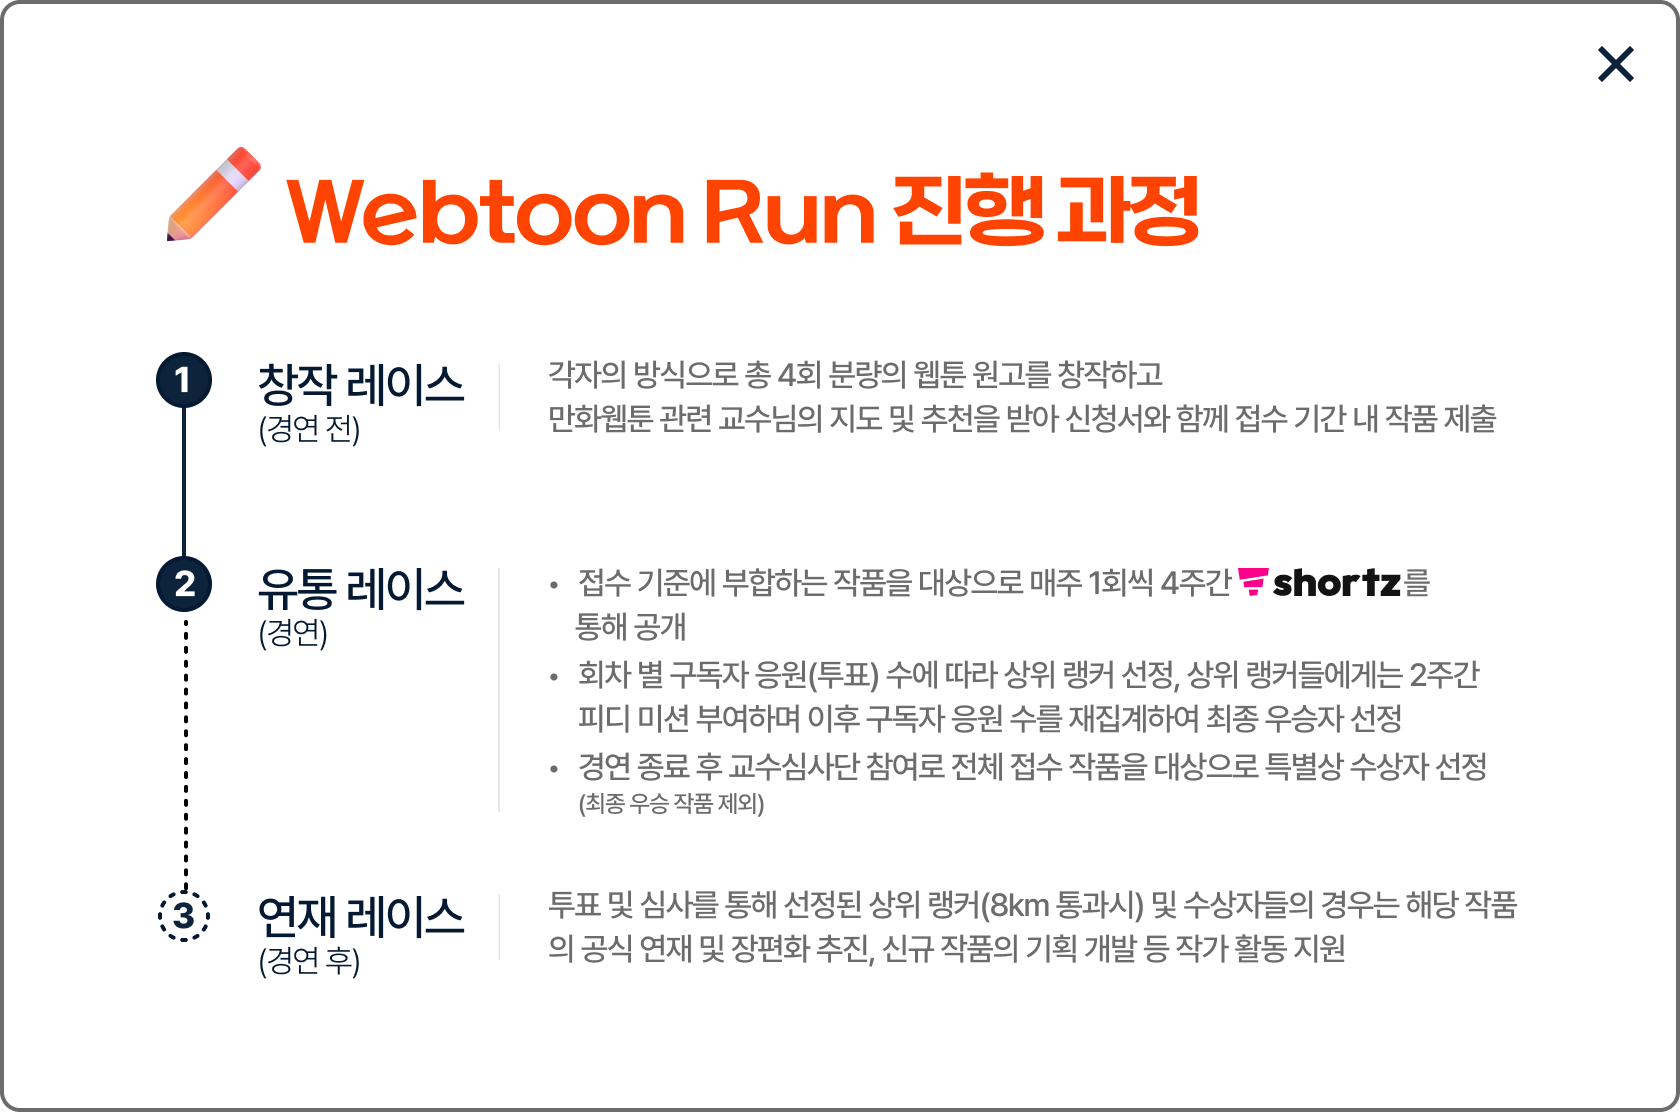 Webtoon Run 진행 과정
1
창작 레이스
(경연 전)
각자의 방식으로 총 4회 분량의 웹툰 원고를 창작하고
만화웹툰 관련 교수님의 지도 및 추천을 받아 신청서와 함께 접수 기간 내 작품 제출
2
유통 레이스
(경연)
• 접수 기준에 부합하는 작품을 대상으로 매주 1회씩 4주간 shortz를
통해 공개
• 회차 별 구독자 응원(투표) 수에 따라 상위 랭커 선정, 상위 랭커들에게는 2주간
피디 미션 부여하며 이후 구독자 응원 수를 재집계하여 최종 우승자 선정
• 경연 종료 후 교수심사단 참여로 전체 접수 작품을 대상으로 특별상 수상자 선정
(최종 우승 작품 제외)
3
연재 레이스
(경연 후)
투표 및 심사를 통해 선정된 상위 랭커(8km 통과시) 및 수상자들의 경우는 해당 작품
의 공식 연재 및 장편화 추진, 신규 작품의 기획 개발 등 작가 활동 지원